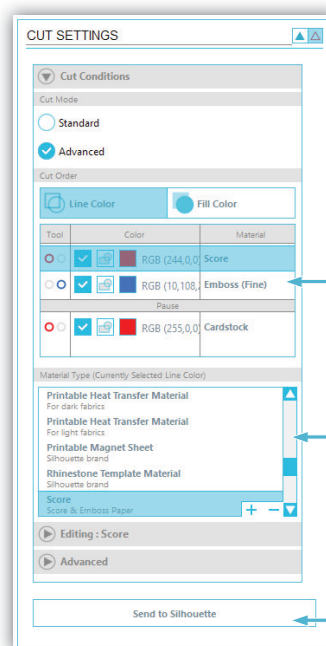 CUT SETTINGS
Cut Conditions
Cut Mode
Standard
Advanced
Cut Order
Line Color Fill Color
Tool Color Material
RGB (244,0,0) Score
RGB (10,108, Emboss (Fine)
Pause
RGB (255,0,0) Cardstock
Material Type (Currently Selected Line Color)
Printable Heat Transfer Material
For dark fabrics
Printable Heat Transfer Material
For light fabrics
Printable Magnet Sheet
Silhouette brand
Rhinestone Template Material
Silhouette brand
Score
Score & Emboss Paper
+ −
Editing : Score
Advanced
Send to Silhouette